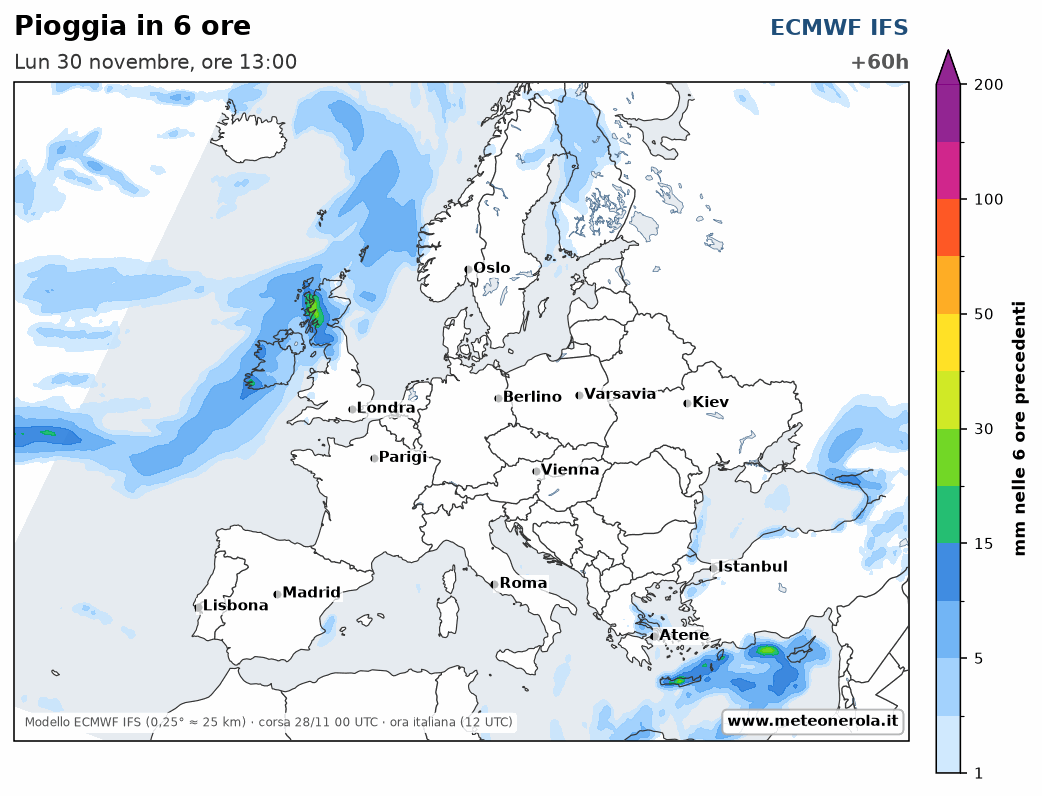 Pioggia in 6 ore
ECMWF IFS
Lun 30 novembre, ore 13:00
+60h
200
100
50
30
15
5
1
mm nelle 6 ore precedenti
Oslo
Berlino
Varsavia
Kiev
Londra
Parigi
Vienna
Istanbul
Roma
Madrid
Lisbona
Atene
Modello ECMWF IFS (0,25° ≈ 25 km) · corsa 28/11 00 UTC · ora italiana (12 UTC)
www.meteonerola.it